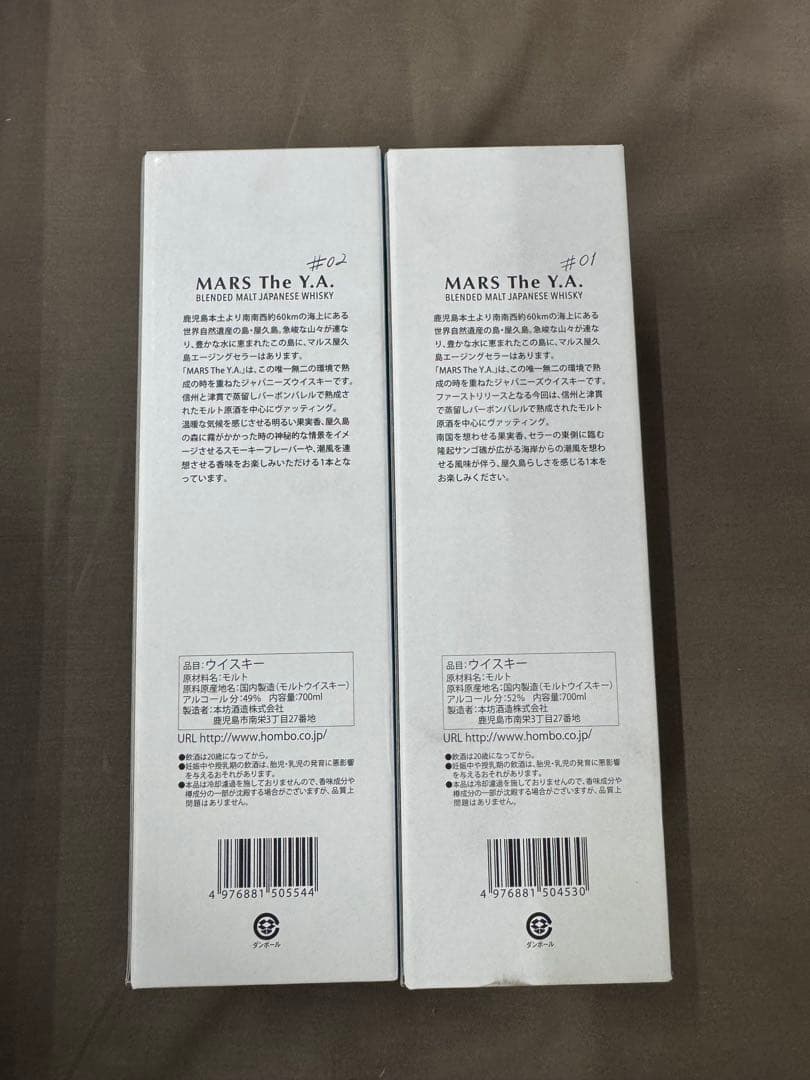 #02
MARS The Y.A.
BLENDED MALT JAPANESE WHISKY
鹿児島本土より南南西約60kmの海上にある
世界自然遺産の島・屋久島。急峻な山々が連な
り、豊かな水に恵まれたこの島に、マルス屋久
島エージングセラーはあります。
「MARS The Y.A.」は、この唯一無二の環境で熟
成の時を重ねたジャパニーズウイスキーです。
信州と津貫で蒸留しバーボンバレルで熟成さ
れたモルト原酒を中心にヴァッティング。
温暖な気候を感じさせる明るい果実香、屋久島
の森に霧がかかった時の神秘的な情景をイメ
ージさせるスモーキーフレーバーや、潮風を連
想させる香味をお楽しみいただける1本とな
っています。
品目：ウイスキー
原材料名：モルト
原料原産地名：国内製造（モルトウイスキー）
アルコール分：49% 内容量：700ml
製造者：本坊酒造株式会社
鹿児島市南栄3丁目27番地
URL http://www.hombo.co.jp/
●飲酒は20歳になってから。
●妊娠中や授乳期の飲酒は、胎児・乳児の発育に悪影響
を与えるおそれがあります。
●本品は冷却濾過を施しておりませんので、香味成分や
樽成分の一部が沈殿する場合がございますが、品質上
問題はありません。
4 976881 505544
ダンボール
#01
MARS The Y.A.
BLENDED MALT JAPANESE WHISKY
鹿児島本土より南南西約60kmの海上にある
世界自然遺産の島・屋久島。急峻な山々が連な
り、豊かな水に恵まれたこの島に、マルス屋久
島エージングセラーはあります。
「MARS The Y.A.」は、この唯一無二の環境で熟
成の時を重ねたジャパニーズウイスキーです。
ファーストリリースとなる今回は、信州と津貫
で蒸留しバーボンバレルで熟成されたモルト
原酒を中心にヴァッティング。
南国を想わせる果実香、セラーの東側に臨む
隆起サンゴ礁が広がる海岸からの潮風を想わ
せる風味が伴う、屋久島らしさを感じる1本を
お楽しみください。
品目：ウイスキー
原材料名：モルト
原料原産地名：国内製造（モルトウイスキー）
アルコール分：52% 内容量：700ml
製造者：本坊酒造株式会社
鹿児島市南栄3丁目27番地
URL http://www.hombo.co.jp/
●飲酒は20歳になってから。
●妊娠中や授乳期の飲酒は、胎児・乳児の発育に悪影響
を与えるおそれがあります。
●本品は冷却濾過を施しておりませんので、香味成分や
樽成分の一部が沈殿する場合がございますが、品質上
問題はありません。
4 976881 504530
ダンボール